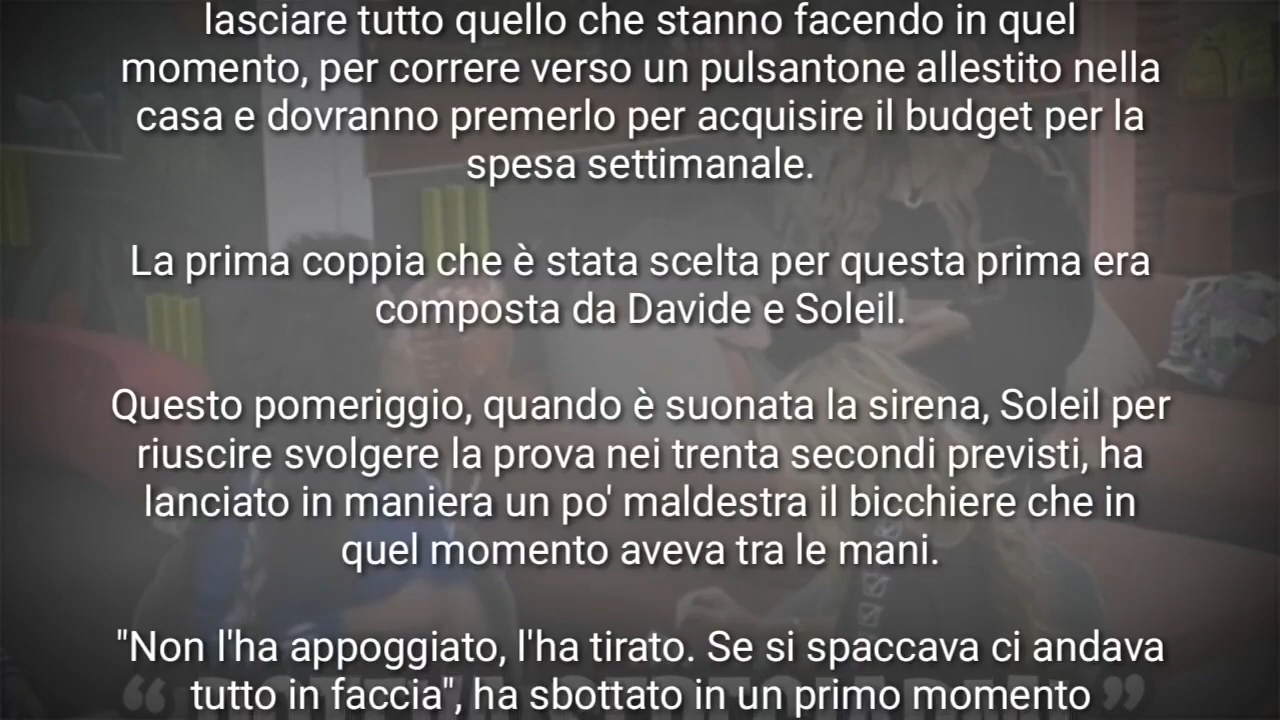 lasciare tutto quello che stanno facendo in quel
momento, per correre verso un pulsantone allestito nella
casa e dovranno premerlo per acquisire il budget per la
spesa settimanale.
La prima coppia che è stata scelta per questa prima era
composta da Davide e Soleil.
Questo pomeriggio, quando è suonata la sirena, Soleil per
riuscire svolgere la prova nei trenta secondi previsti, ha
lanciato in maniera un po' maldestra il bicchiere che in
quel momento aveva tra le mani.
"Non l'ha appoggiato, l'ha tirato. Se si spaccava ci andava
tutto in faccia", ha sbottato in un primo momento